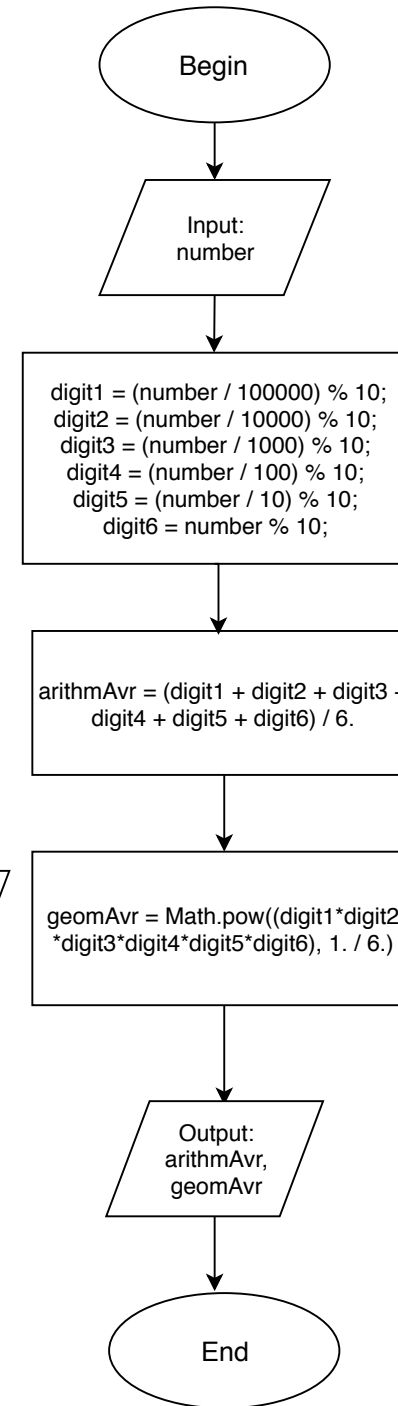 Begin
Input:
number
digit1 = (number / 100000) % 10;
digit2 = (number / 10000) % 10;
digit3 = (number / 1000) % 10;
digit4 = (number / 100) % 10;
digit5 = (number / 10) % 10;
digit6 = number % 10;
arithmAvr = (digit1 + digit2 + digit3 +
digit4 + digit5 + digit6) / 6.
geomAvr = Math.pow((digit1*digit2
*digit3*digit4*digit5*digit6), 1. / 6.)
Output:
arithmAvr,
geomAvr
End